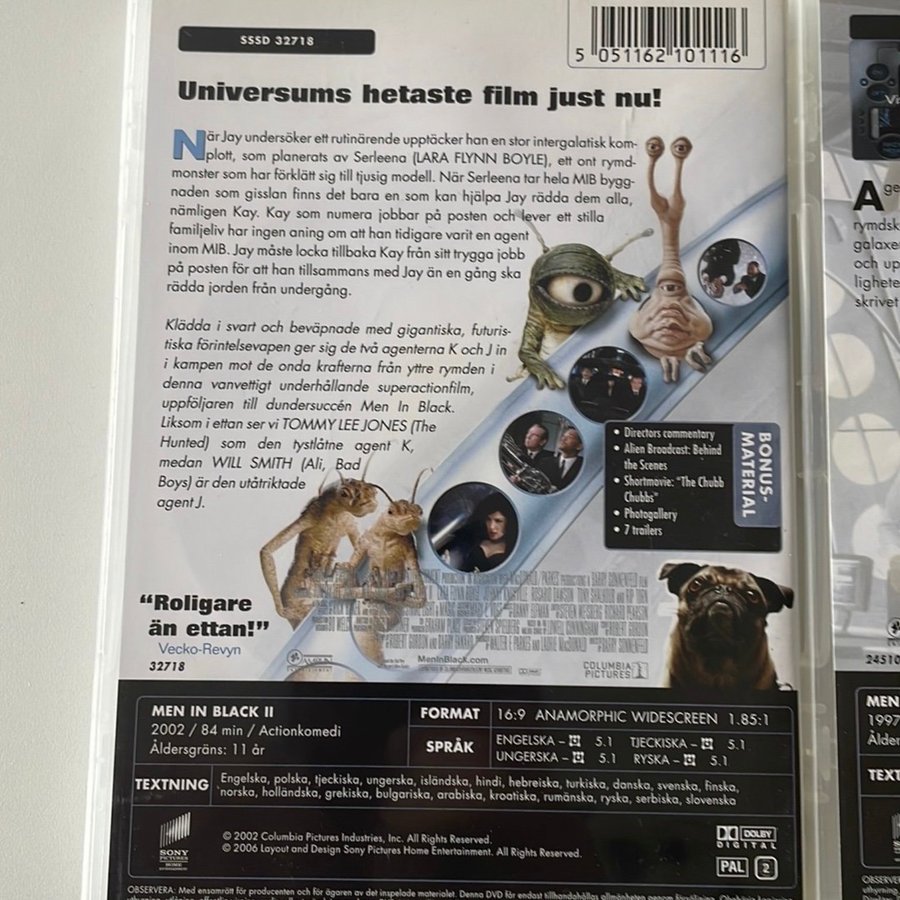 SSSD 32718
5 051162 101116
Universums hetaste film just nu!
När Jay undersöker ett rutinärende upptäcker han en stor intergalatisk kom-
plott, som planerats av Serleena (LARA FLYNN BOYLE), ett ont rymd-
monster som har förklätt sig till tjusig modell. När Serleena tar hela MIB bygg-
naden som gisslan finns det bara en som kan hjälpa Jay rädda dem alla,
nämligen Kay. Kay som numera jobbar på posten och lever ett stilla
familjeliv har ingen aning om att han tidigare varit en agent
inom MIB. Jay måste locka tillbaka Kay från sitt trygga jobb
på posten för att han tillsammans med Jay än en gång ska
rädda jorden från undergång.
Klädda i svart och beväpnade med gigantiska, futuris-
tiska förintelsevapen ger sig de två agenterna K och J in
i kampen mot de onda krafterna från yttre rymden i
denna vanvettigt underhållande superactionfilm,
uppföljaren till dundersuccén Men In Black.
Liksom i ettan ser vi TOMMY LEE JONES (The
Hunted) som den tystlåtne agent K,
medan WILL SMITH (Ali, Bad
Boys) är den utåtriktade
agent J.
BONUS-
MATERIAL
• Directors commentary
• Alien Broadcast: Behind
the Scenes
• Shortmovie: "The Chubb
Chubbs"
• Photogallery
• 7 trailers
"Roligare
än ettan!"
Vecko-Revyn
32718
MenInBlack.com
COLUMBIA
PICTURES
MEN IN BLACK II
2002 / 84 min / Actionkomedi
Åldersgräns: 11 år
FORMAT
16:9 ANAMORPHIC WIDESCREEN 1.85:1
SPRÅK
ENGELSKA – 5.1 TJECKISKA – 5.1
UNGERSKA – 5.1 RYSKA – 5.1
TEXTNING
Engelska, polska, tjeckiska, ungerska, isländska, hindi, hebreiska, turkiska, danska, svenska, finska,
norska, holländska, grekiska, bulgariska, arabiska, kroatiska, rumänska, ryska, serbiska, slovenska
SONY
PICTURES
HOME
ENTERTAINMENT
© 2002 Columbia Pictures Industries, Inc. All Rights Reserved.
© 2006 Layout and Design Sony Pictures Home Entertainment. All Rights Reserved.
DOLBY
DIGITAL
PAL 2
OBSERVERA: Med ensamrätt för producenten och för ägaren av det inspelade materialet. Denna DVD får endast tillhandahållas allmänheten genom försäljning.
A
rymdsk
galaxe
och up
lighete
skrivet
24510
MEN
1997
Ålder
TEXT